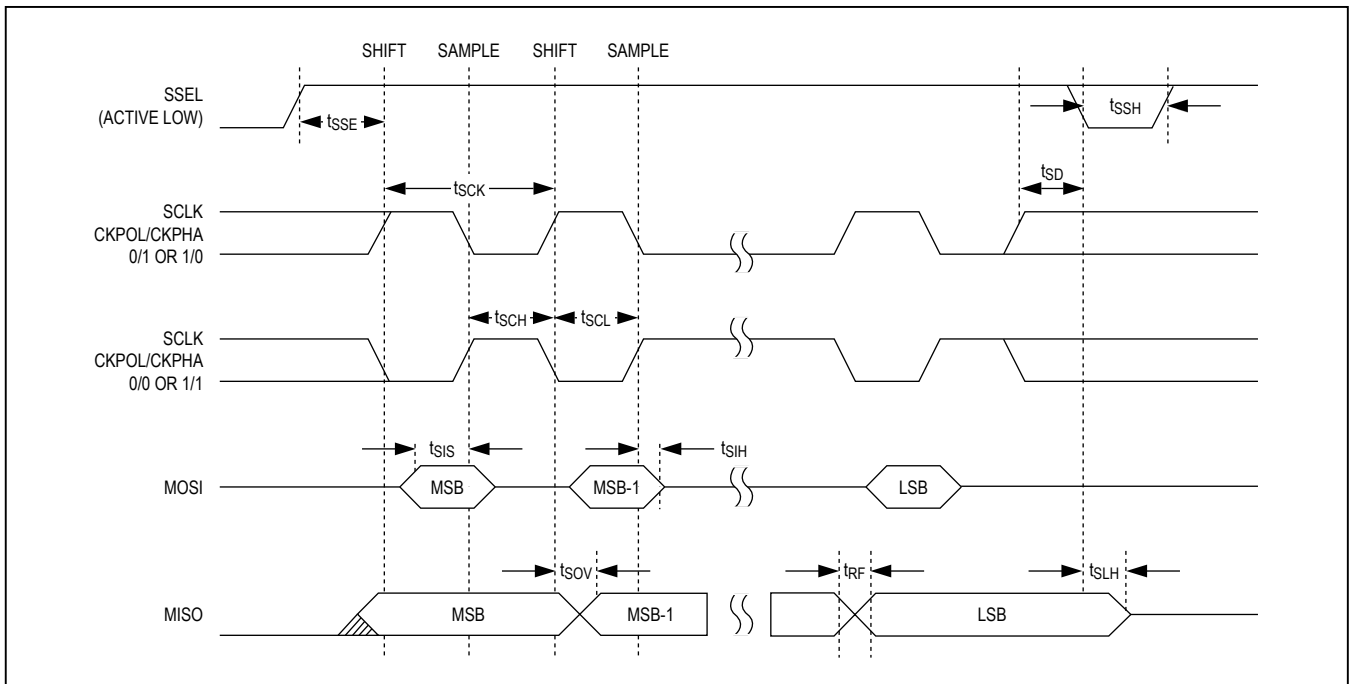 SHIFT SAMPLE SHIFT SAMPLE
SSEL
(ACTIVE LOW)
tSSE
tSSH
tSCK
tSD
SCLK
CKPOL/CKPHA
0/1 OR 1/0
tSCH
tSCL
SCLK
CKPOL/CKPHA
0/0 OR 1/1
tSIS
tSIH
MOSI
MSB
MSB-1
LSB
tSOV
tRF
tSLH
MISO
MSB
MSB-1
LSB